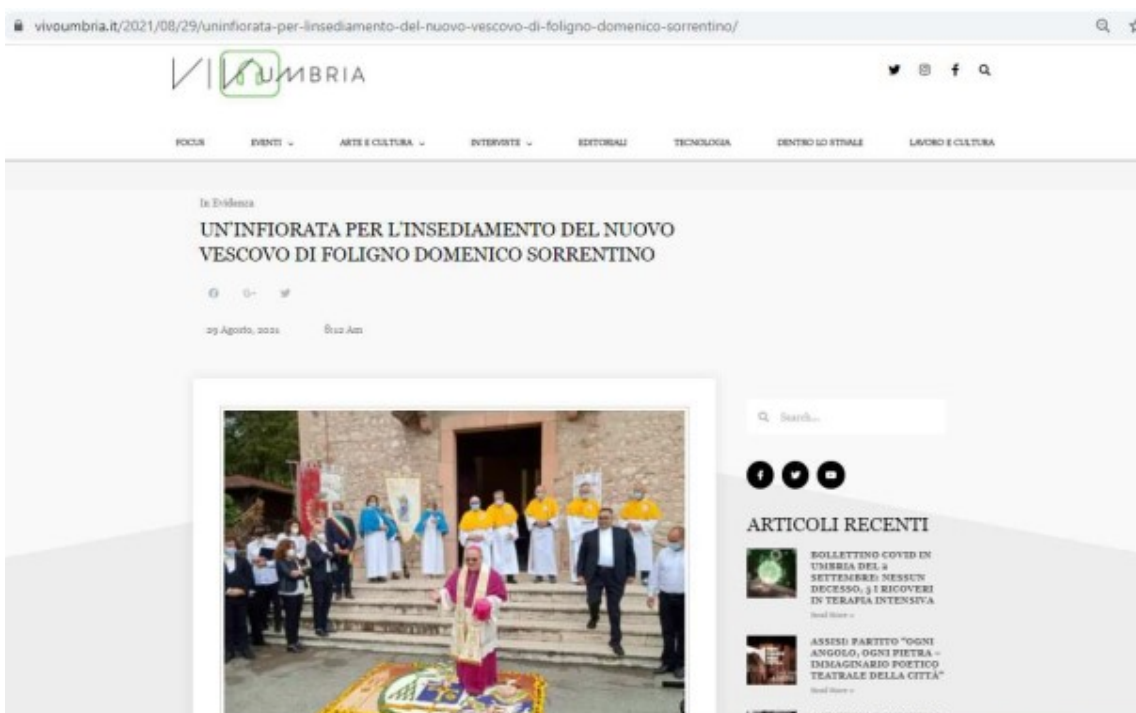 vivoumbria.it/2021/08/29/uninfiorata-per-linsediamento-del-nuovo-vescovo-di-foligno-domenico-sorrentino/
VIVOUMBRIA
FOCUS EVENTI ARTE E CULTURA INTERVISTE EDITORIALI TECNOLOGIA DENTRO LO STIVALE LAVORO E CULTURA
In Evidenza
UN'INFIORATA PER L'INSEDIAMENTO DEL NUOVO
VESCOVO DI FOLIGNO DOMENICO SORRENTINO
29 Agosto, 2021 8:12 Am
Search...
ARTICOLI RECENTI
BOLLETTINO COVID IN
UMBRIA DEL 2
SETTEMBRE: NESSUN
DECESSO, 5 I RICOVERI
IN TERAPIA INTENSIVA
Read More »
ASSISI: PARTITO "OGNI
ANGOLO, OGNI PIETRA –
IMMAGINARIO POETICO
TEATRALE DELLA CITTÀ"
Read More »